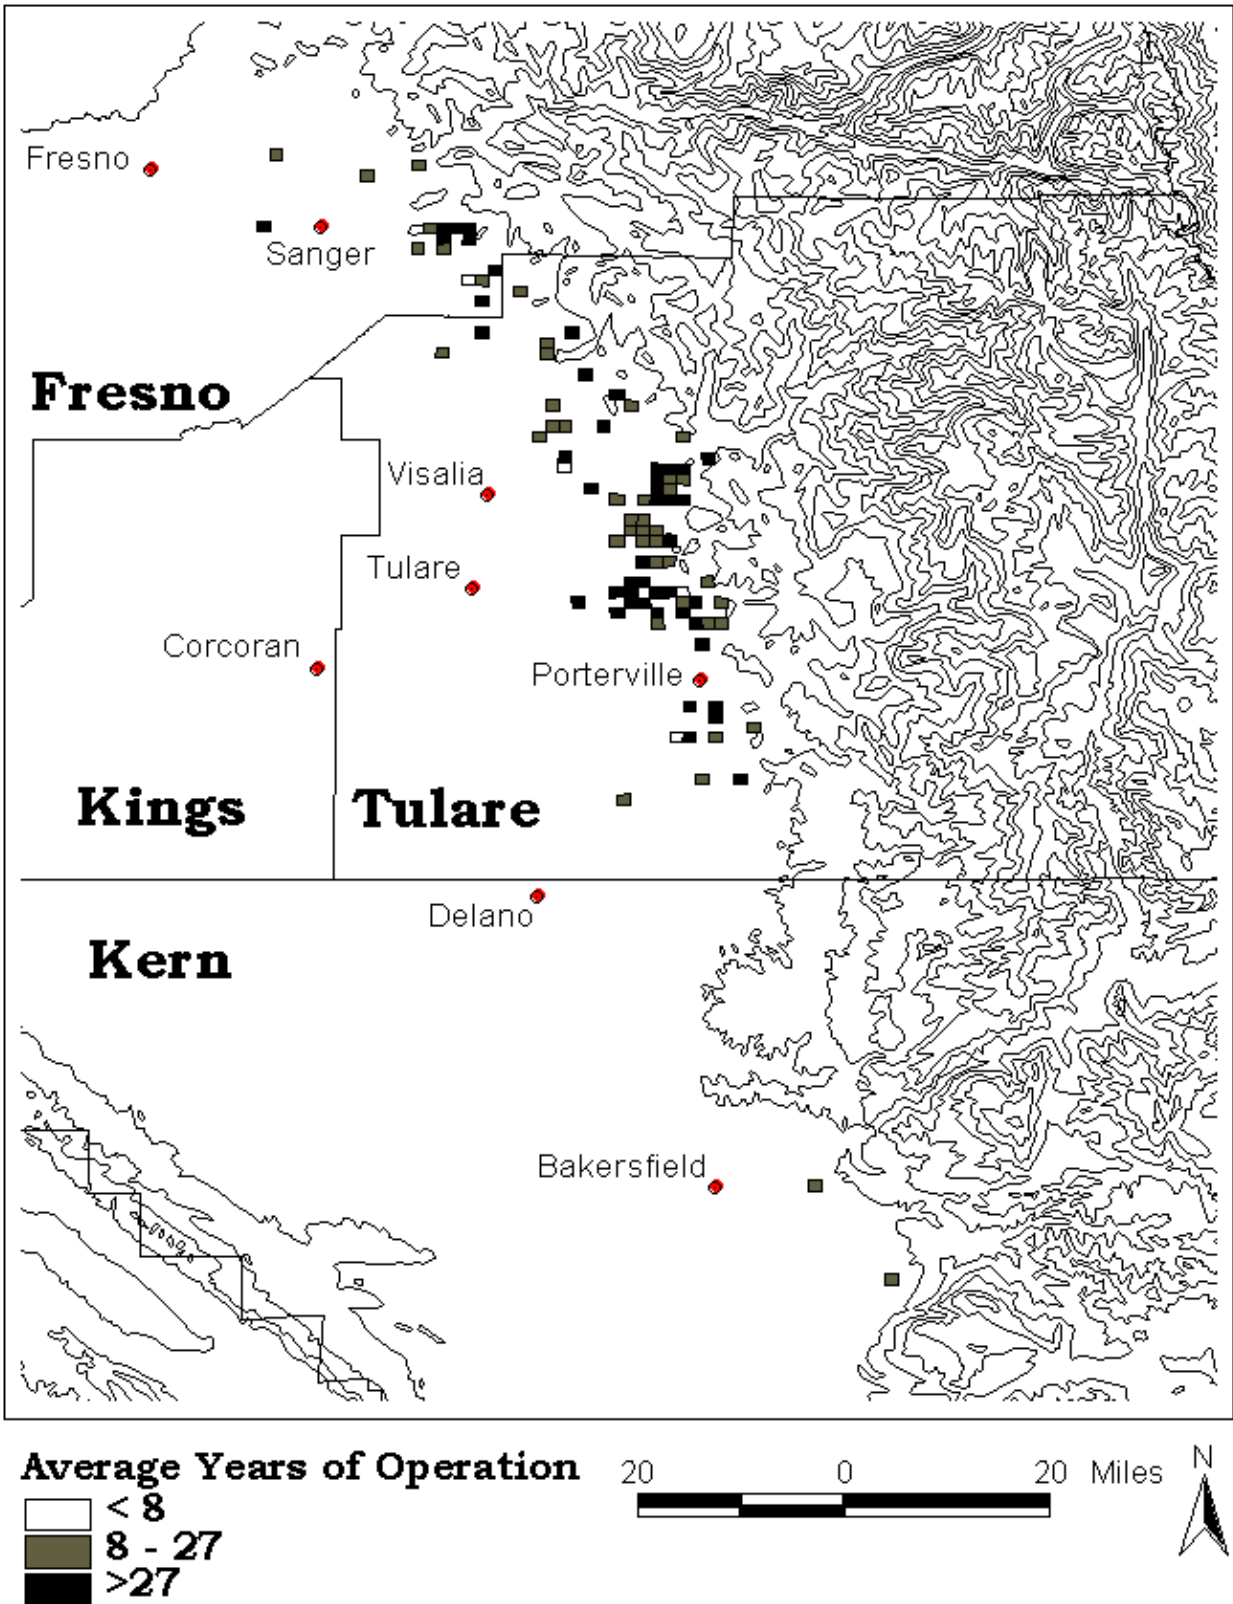 Fresno
Sanger
Fresno
Visalia
Tulare
Corcoran
Porterville
Kings
Tulare
Delano
Kern
Bakersfield
Average Years of Operation
< 8
8 - 27
>27
20 0 20 Miles
N